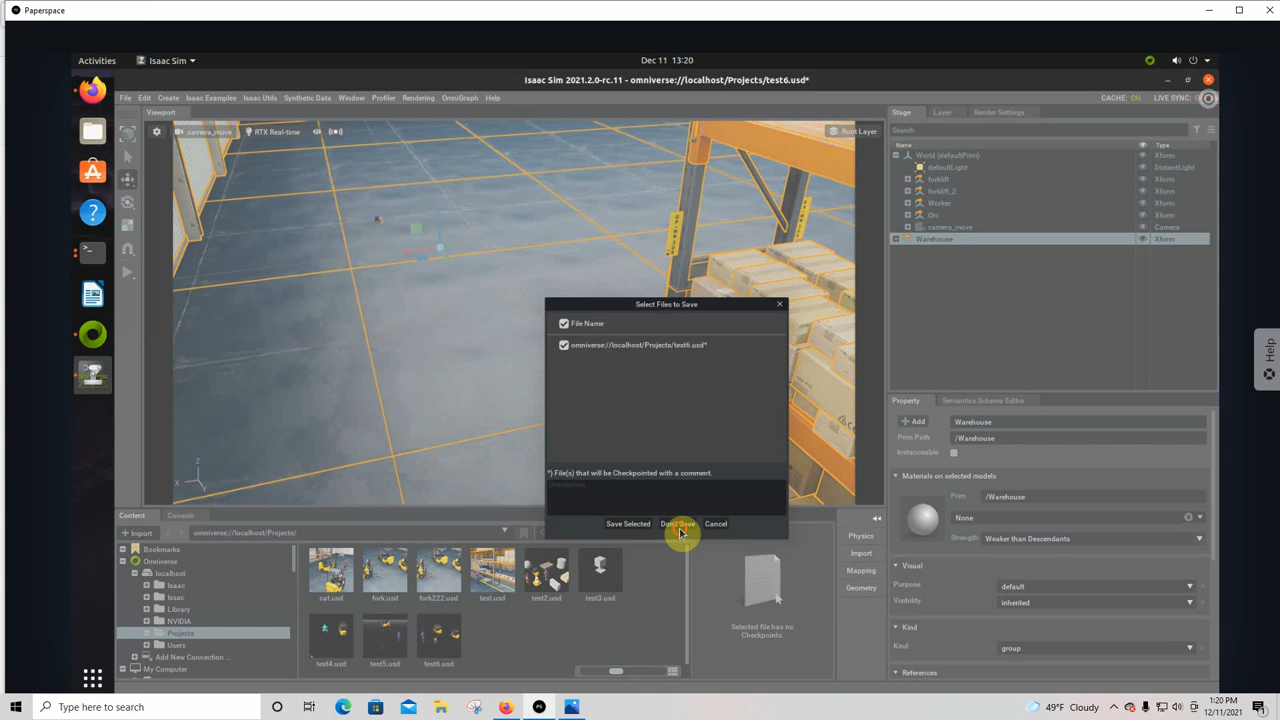 Paperspace
Activities
Isaac Sim
Dec 11 13:20
Isaac Sim 2021.2.0-rc.11 - omniverse://localhost/Projects/test6.usd*
File Edit Create Isaac Examples Isaac Utils Synthetic Data Window Profiler Rendering OmniGraph Help
CACHE: ON LIVE SYNC:
Viewport
camera_move
RTX Real-time
Root Layer
Stage
Layer
Render Settings
Search
Name
Type
World (defaultPrim)
Xform
defaultLight
DistantLight
forklift
Xform
forklift_2
Xform
Worker
Xform
Orc
Xform
camera_move
Camera
Warehouse
Xform
Select Files to Save
File Name
omniverse://localhost/Projects/test6.usd*
*) File(s) that will be Checkpointed with a comment.
Description
Save Selected
Don't Save
Cancel
Property
Semantics Schema Editor
Add
Warehouse
Prim Path
/Warehouse
Instanceable
Materials on selected models
Prim
/Warehouse
None
Strength
Weaker than Descendants
Visual
Purpose
default
Visibility
inherited
Kind
Kind
group
References
Z
X
Content
Console
Import
omniverse://localhost/Projects/
Bookmarks
Omniverse
localhost
Isaac
Isaac
Library
NVIDIA
Projects
Users
Add New Connection ...
My Computer
cat.usd
fork.usd
fork222.usd
test.usd
test2.usd
test3.usd
test4.usd
test5.usd
test6.usd
Selected file has no
Checkpoints.
Physics
Import
Mapping
Geometry
Help
Type here to search
49°F Cloudy
1:20 PM
12/11/2021